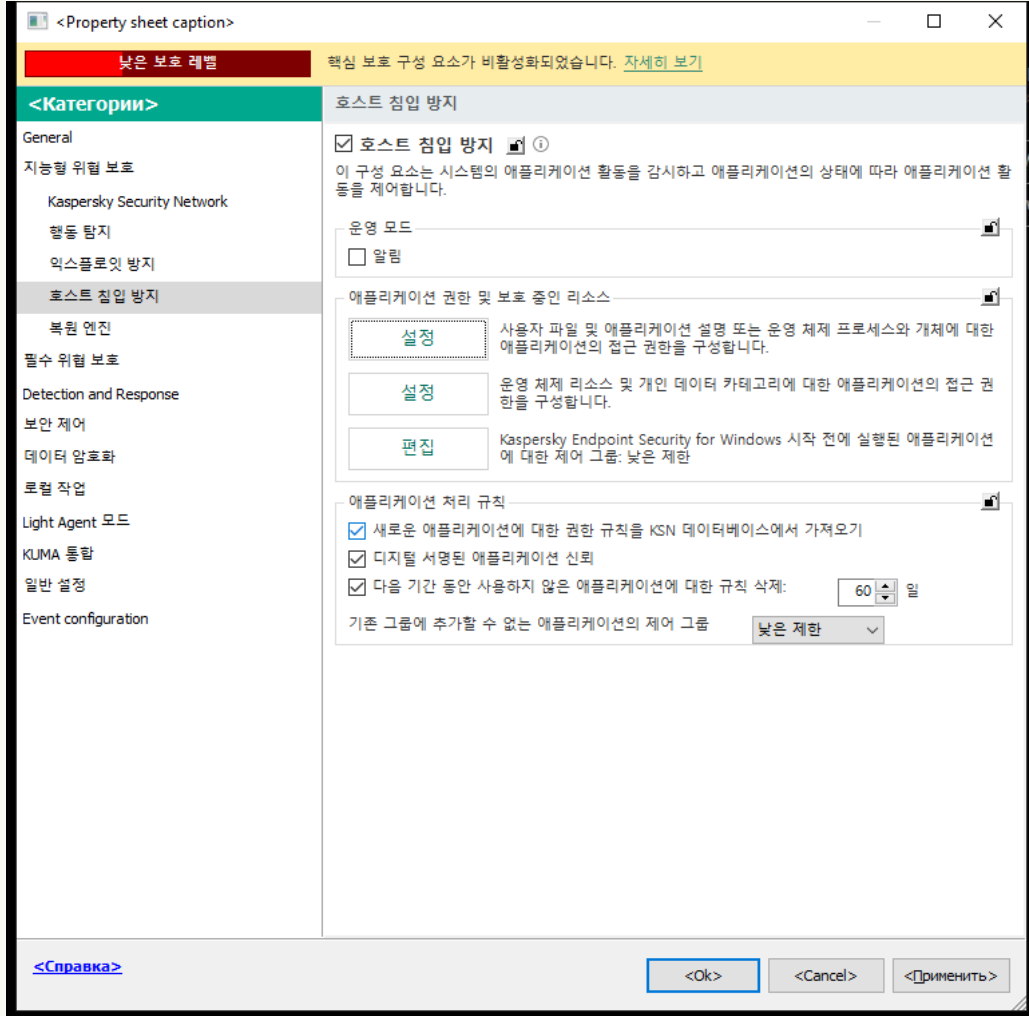 <Property sheet caption>
낮은 보호 레벨
핵심 보호 구성 요소가 비활성화되었습니다. 자세히 보기
<Категории>
General
지능형 위협 보호
Kaspersky Security Network
행동 탐지
익스플로잇 방지
호스트 침입 방지
복원 엔진
필수 위협 보호
Detection and Response
보안 제어
데이터 암호화
로컬 작업
Light Agent 모드
KUMA 통합
일반 설정
Event configuration
호스트 침입 방지
호스트 침입 방지
이 구성 요소는 시스템의 애플리케이션 활동을 감시하고 애플리케이션의 상태에 따라 애플리케이션 활
동을 제어합니다.
운영 모드
알림
애플리케이션 권한 및 보호 중인 리소스
설정
사용자 파일 및 애플리케이션 설명 또는 운영 체제 프로세스와 개체에 대한
애플리케이션의 접근 권한을 구성합니다.
설정
운영 체제 리소스 및 개인 데이터 카테고리에 대한 애플리케이션의 접근 권
한을 구성합니다.
편집
Kaspersky Endpoint Security for Windows 시작 전에 실행된 애플리케이션
에 대한 제어 그룹: 낮은 제한
애플리케이션 처리 규칙
새로운 애플리케이션에 대한 권한 규칙을 KSN 데이터베이스에서 가져오기
디지털 서명된 애플리케이션 신뢰
다음 기간 동안 사용하지 않은 애플리케이션에 대한 규칙 삭제: 60 일
기존 그룹에 추가할 수 없는 애플리케이션의 제어 그룹 낮은 제한
<Справка>
<Ok> <Cancel> <Применить>